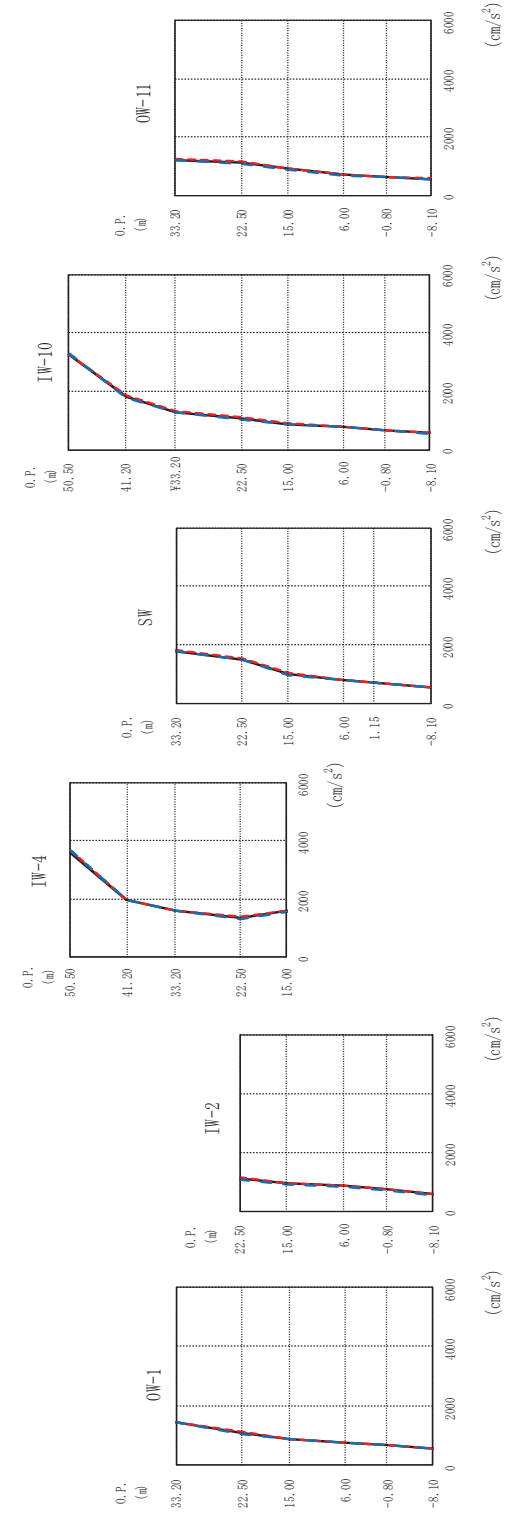 OW-1
O.P.
(m)
33.20
22.50
15.00
6.00
-0.80
-8.10
0
2000
4000
6000
(cm/s²)
IW-2
O.P.
(m)
22.50
15.00
6.00
-0.80
-8.10
0
2000
4000
6000
(cm/s²)
IW-4
O.P.
(m)
50.50
41.20
33.20
22.50
15.00
0
2000
4000
6000
(cm/s²)
SW
O.P.
(m)
33.20
22.50
15.00
6.00
1.15
-8.10
0
2000
4000
6000
(cm/s²)
IW-10
O.P.
(m)
50.50
41.20
¥33.20
22.50
15.00
6.00
-0.80
-8.10
0
2000
4000
6000
(cm/s²)
OW-11
O.P.
(m)
33.20
22.50
15.00
6.00
-0.80
-8.10
0
2000
4000
6000
(cm/s²)